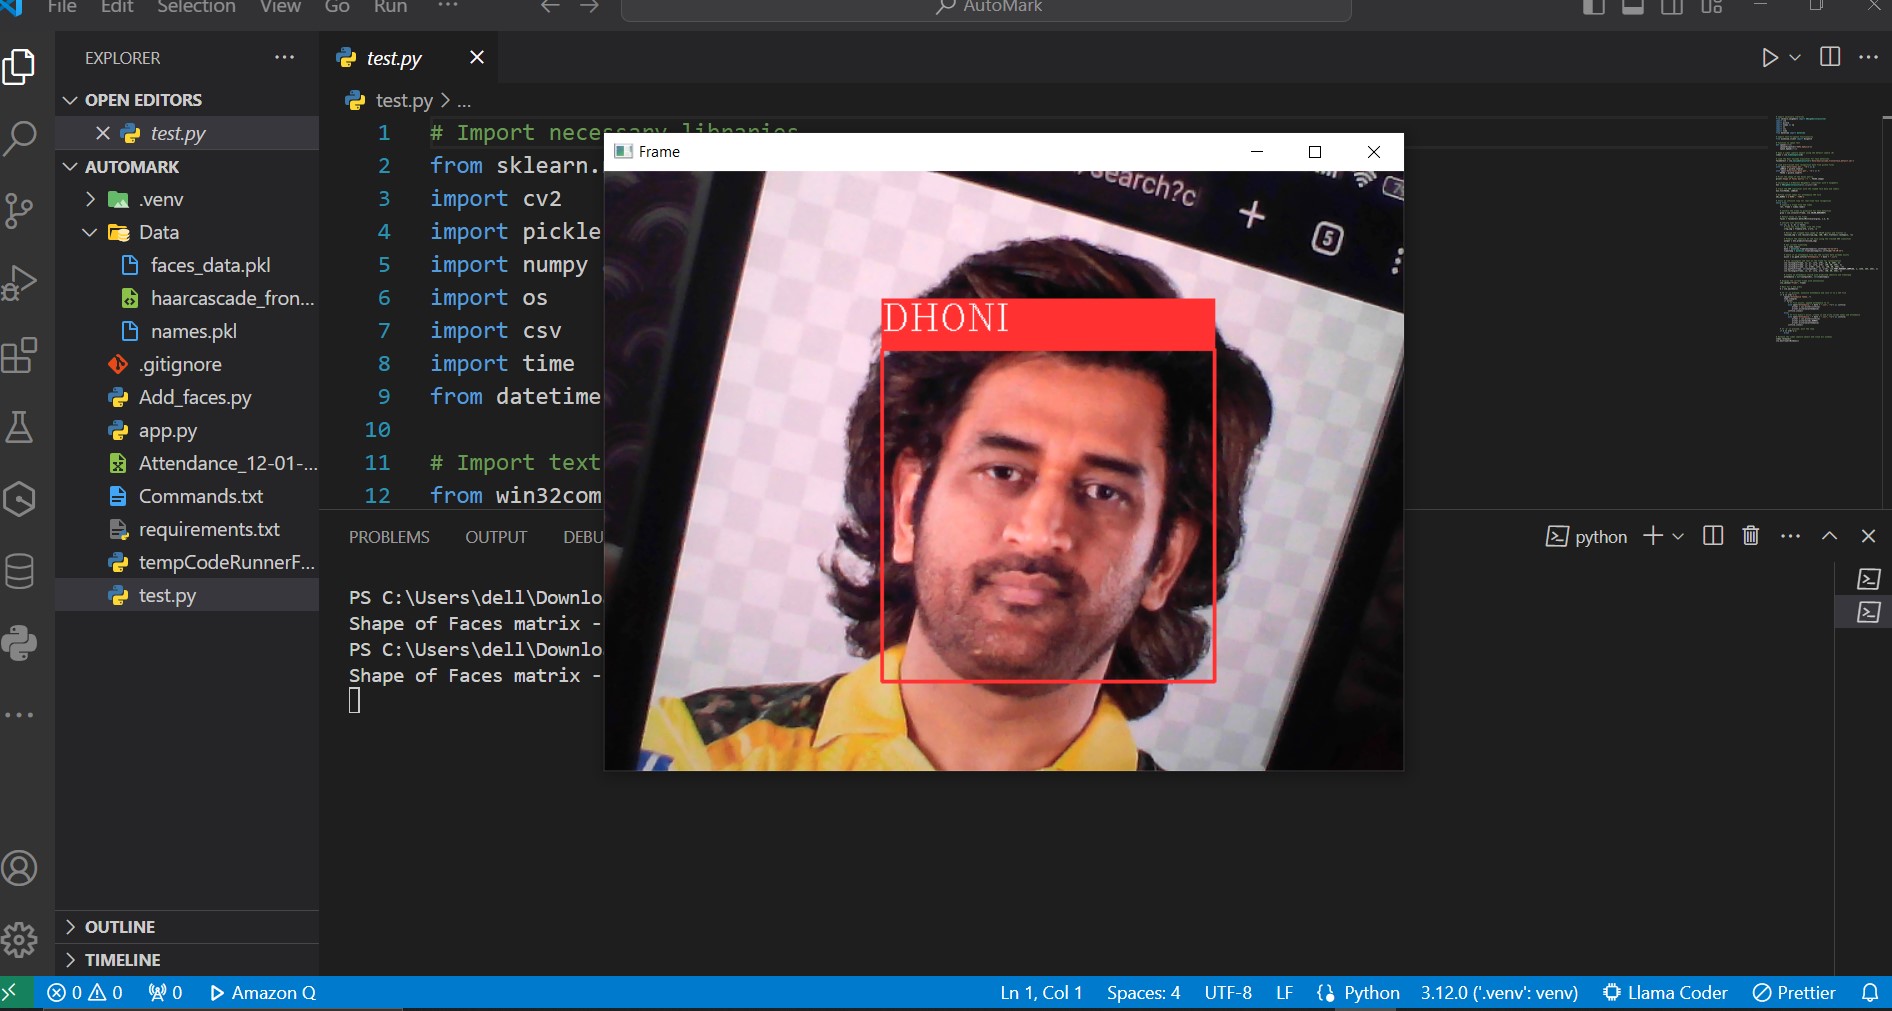 File Edit Selection View Go Run ...
AutoMark
EXPLORER
OPEN EDITORS
test.py
AUTOMARK
.venv
Data
faces_data.pkl
haarcascade_fron...
names.pkl
.gitignore
Add_faces.py
app.py
Attendance_12-01-...
Commands.txt
requirements.txt
tempCodeRunnerF...
test.py
OUTLINE
TIMELINE
test.py
test.py > ...
1 # Import necessary libraries
2 from sklearn.
3 import cv2
4 import pickle
5 import numpy
6 import os
7 import csv
8 import time
9 from datetime
10
11 # Import text
12 from win32com
Frame
/search?c
5
DHONI
PROBLEMS OUTPUT DEBU
python
PS C:\Users\dell\Downlo
Shape of Faces matrix -
PS C:\Users\dell\Downlo
Shape of Faces matrix -
0 0 0 Amazon Q Ln 1, Col 1 Spaces: 4 UTF-8 LF Python 3.12.0 ('.venv': venv) Llama Coder Prettier